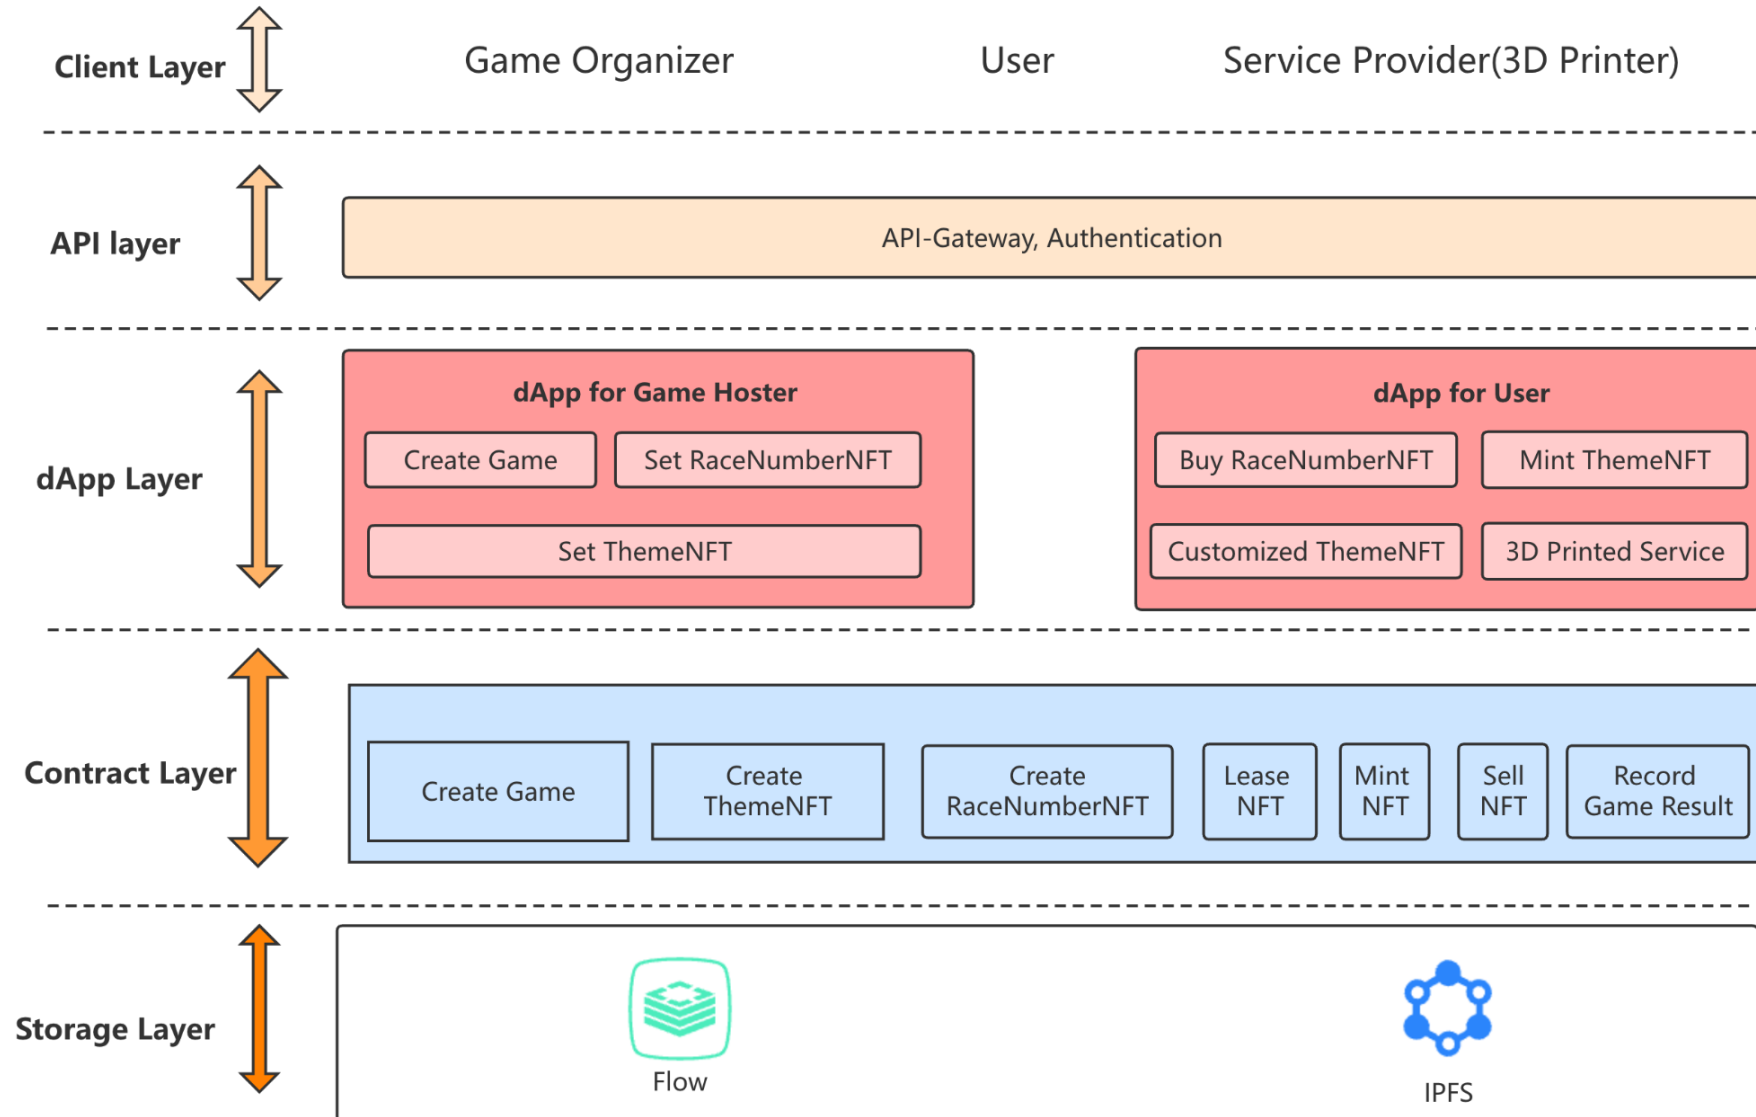 Client Layer
Game Organizer
User
Service Provider(3D Printer)
API layer
API-Gateway, Authentication
dApp Layer
dApp for Game Hoster
Create Game
Set RaceNumberNFT
Set ThemeNFT
dApp for User
Buy RaceNumberNFT
Mint ThemeNFT
Customized ThemeNFT
3D Printed Service
Contract Layer
Create Game
Create
ThemeNFT
Create
RaceNumberNFT
Lease
NFT
Mint
NFT
Sell
NFT
Record
Game Result
Storage Layer
Flow
IPFS